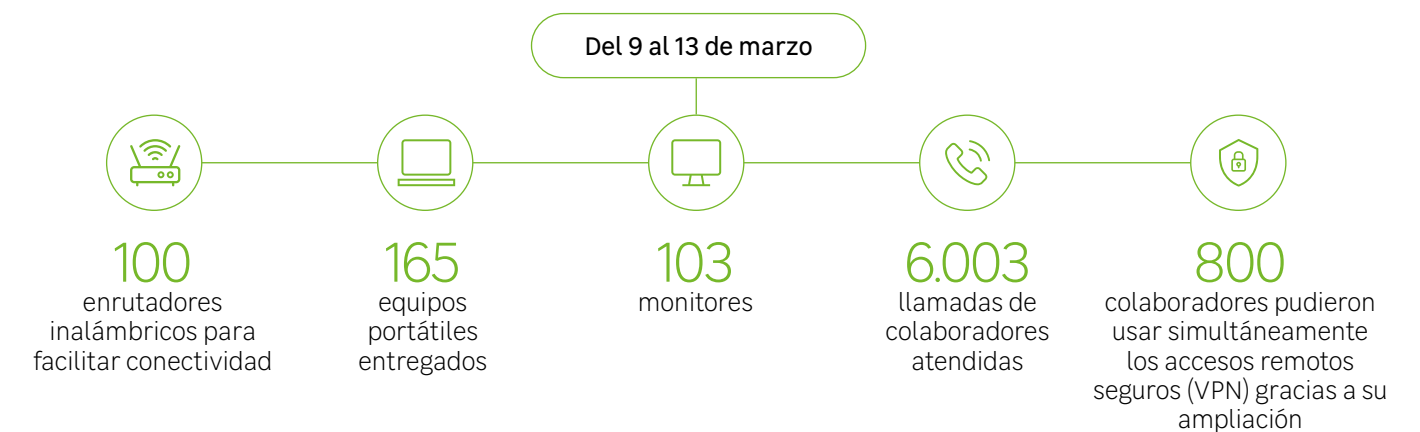 Del 9 al 13 de marzo
100
enrutadores
inalámbricos para
facilitar conectividad
165
equipos
portátiles
entregados
103
monitores
6.003
llamadas de
colaboradores
atendidas
800
colaboradores pudieron
usar simultáneamente
los accesos remotos
seguros (VPN) gracias a su
ampliación